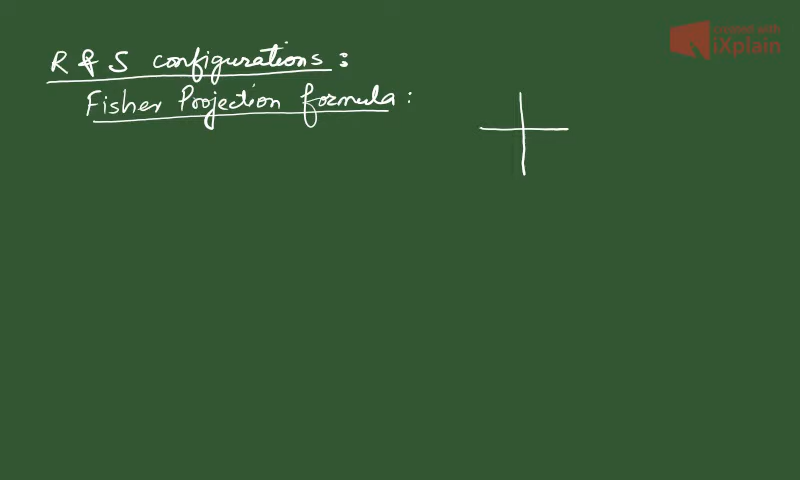 R & S configurations :
Fisher Projection formula :
created with
iXplain